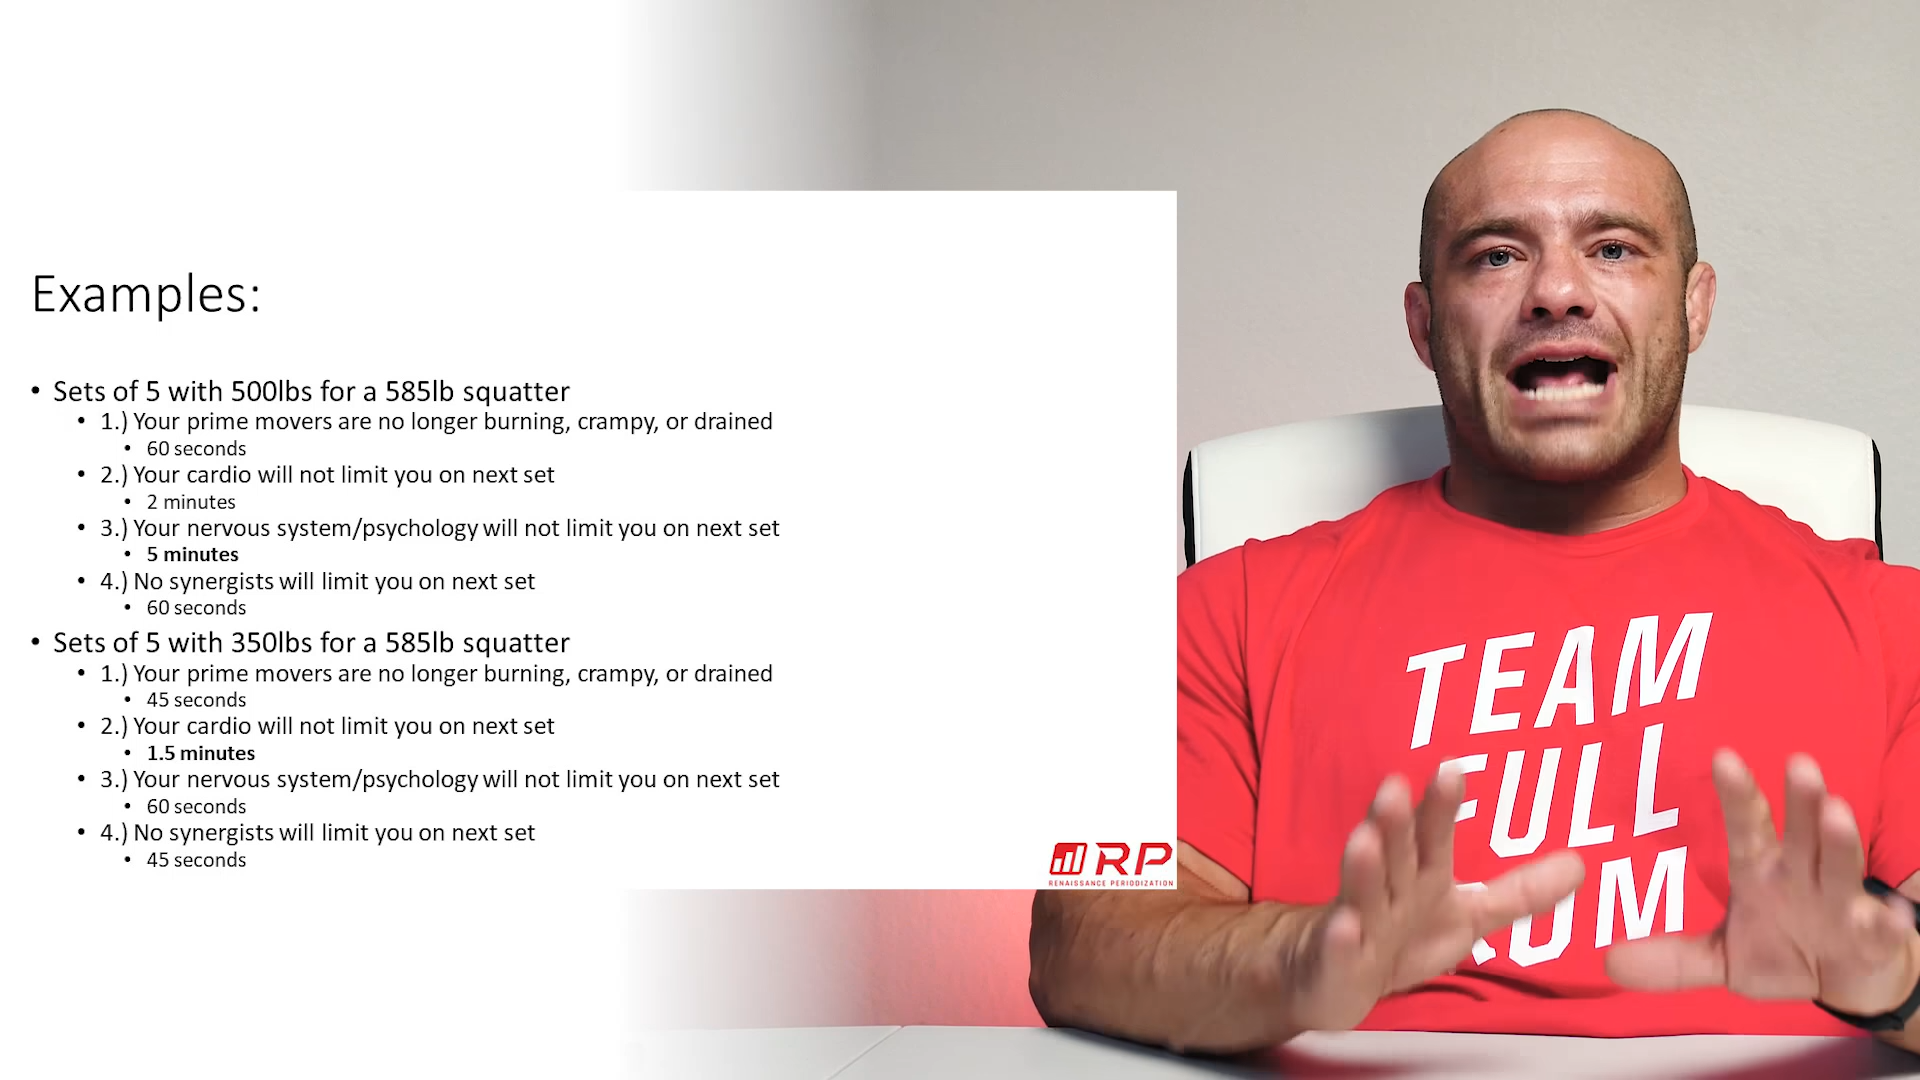 Examples:
• Sets of 5 with 500lbs for a 585lb squatter
• 1.) Your prime movers are no longer burning, crampy, or drained
• 60 seconds
• 2.) Your cardio will not limit you on next set
• 2 minutes
• 3.) Your nervous system/psychology will not limit you on next set
• 5 minutes
• 4.) No synergists will limit you on next set
• 60 seconds
• Sets of 5 with 350lbs for a 585lb squatter
• 1.) Your prime movers are no longer burning, crampy, or drained
• 45 seconds
• 2.) Your cardio will not limit you on next set
• 1.5 minutes
• 3.) Your nervous system/psychology will not limit you on next set
• 60 seconds
• 4.) No synergists will limit you on next set
• 45 seconds
RP
RENAISSANCE PERIODIZATION
TEAM
FULL
ROM